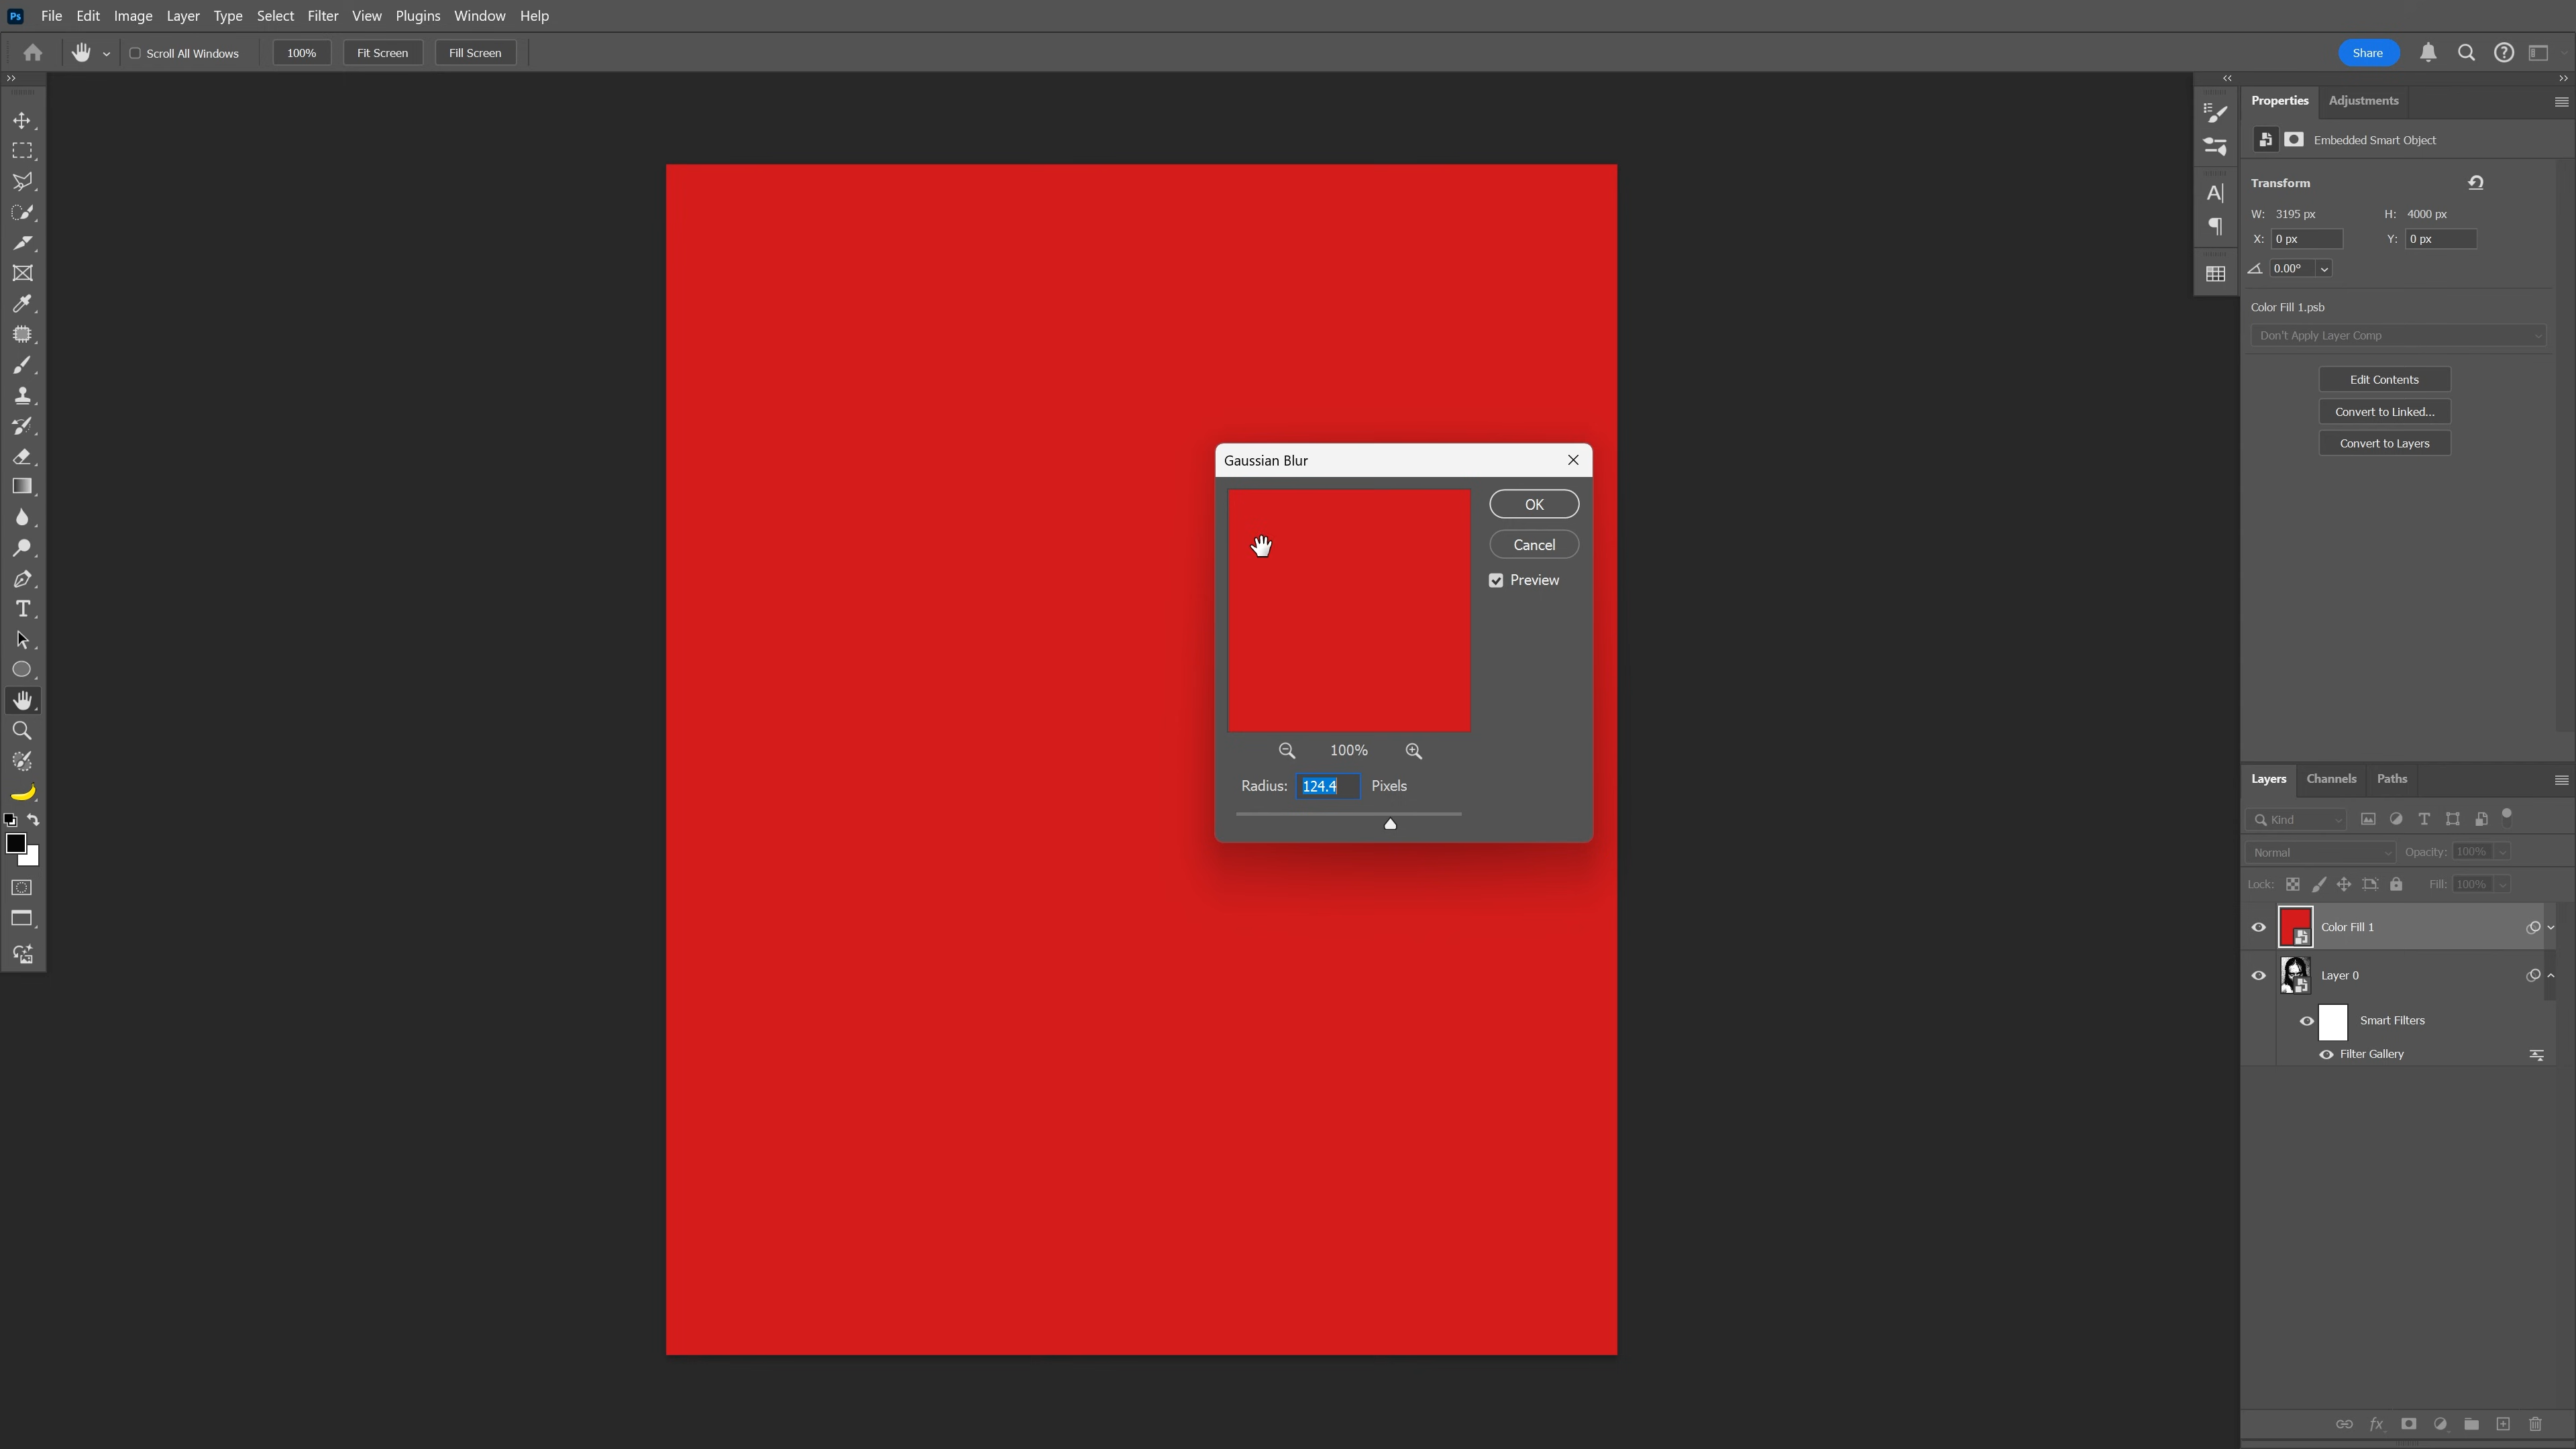 Ps File Edit Image Layer Type Select Filter View Plugins Window Help
Scroll All Windows 100% Fit Screen Fill Screen Share
Properties Adjustments
Embedded Smart Object
Transform
W: 3195 px H: 4000 px
X: 0 px Y: 0 px
0.00°
Color Fill 1.psb
Don't Apply Layer Comp
Edit Contents
Convert to Linked...
Convert to Layers
Gaussian Blur
OK
Cancel
Preview
100%
Radius: 124.4 Pixels
Layers Channels Paths
Kind
Normal Opacity: 100%
Lock: Fill: 100%
Color Fill 1
Layer 0
Smart Filters
Filter Gallery
fx